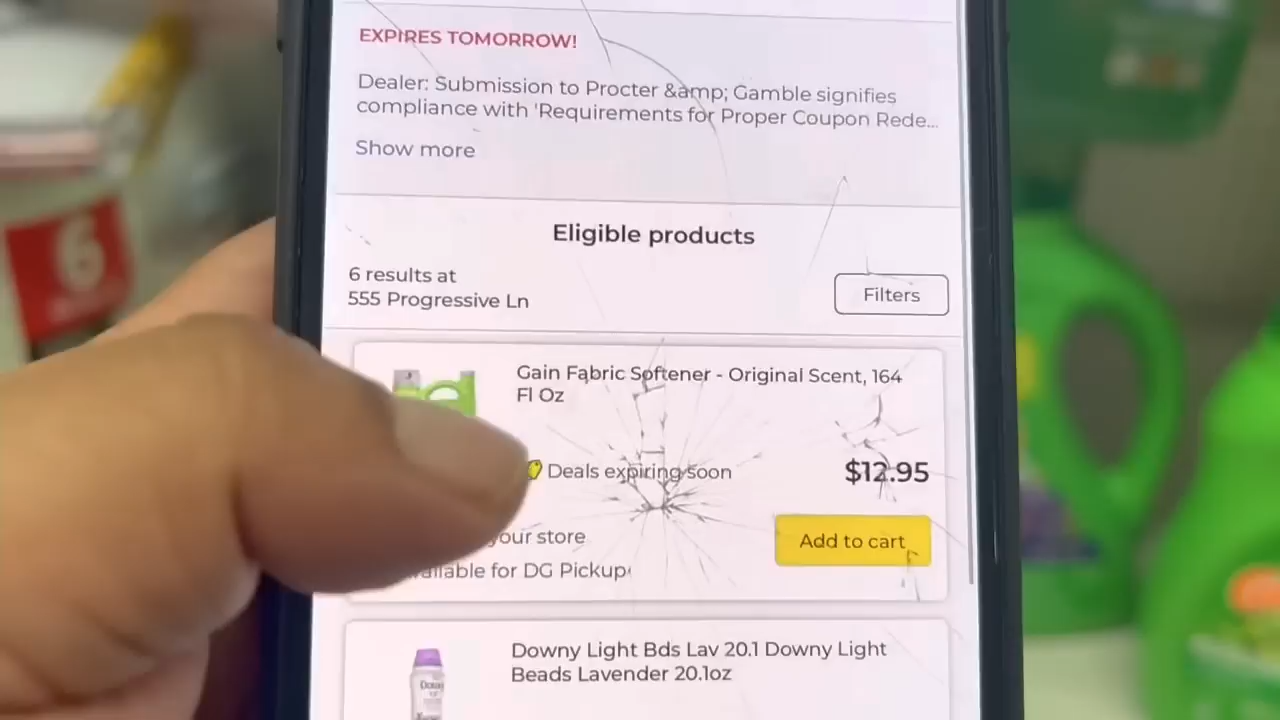 EXPIRES TOMORROW!
Dealer: Submission to Procter &amp; Gamble signifies
compliance with 'Requirements for Proper Coupon Rede...
Show more
Eligible products
6 results at
555 Progressive Ln
Filters
6
Gain Fabric Softener - Original Scent, 164
Fl Oz
Deals expiring soon
$12.95
your store
Add to cart
for DG Pickup
Downy Light Bds Lav 20.1 Downy Light
Beads Lavender 20.1oz
Downy